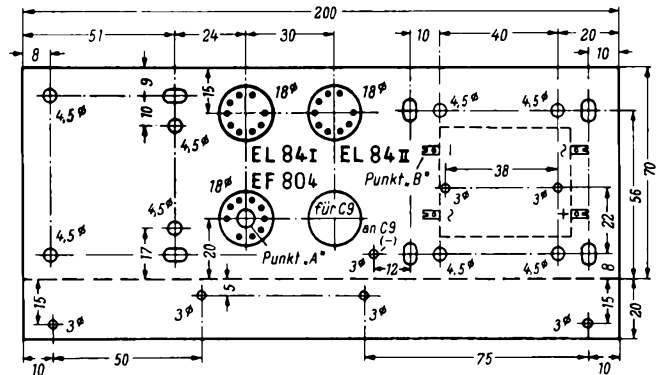 200
51 24 30 10 40 20
8 10
9 15 18⌀ 18⌀
4,5⌀ 10 4,5⌀ 4,5⌀ 4,5⌀
EL 84 I EL 84 II
EF 804
Punkt „B“
38
18⌀ für C9 3⌀ 3⌀
56 70
4,5⌀ an C9
(-)
22
20 Punkt „A“
4,5⌀ 17 3⌀ 12 4,5⌀ 4,5⌀ 8
15 5 15 20
3⌀ 3⌀ 3⌀ 3⌀
10 50 75 10